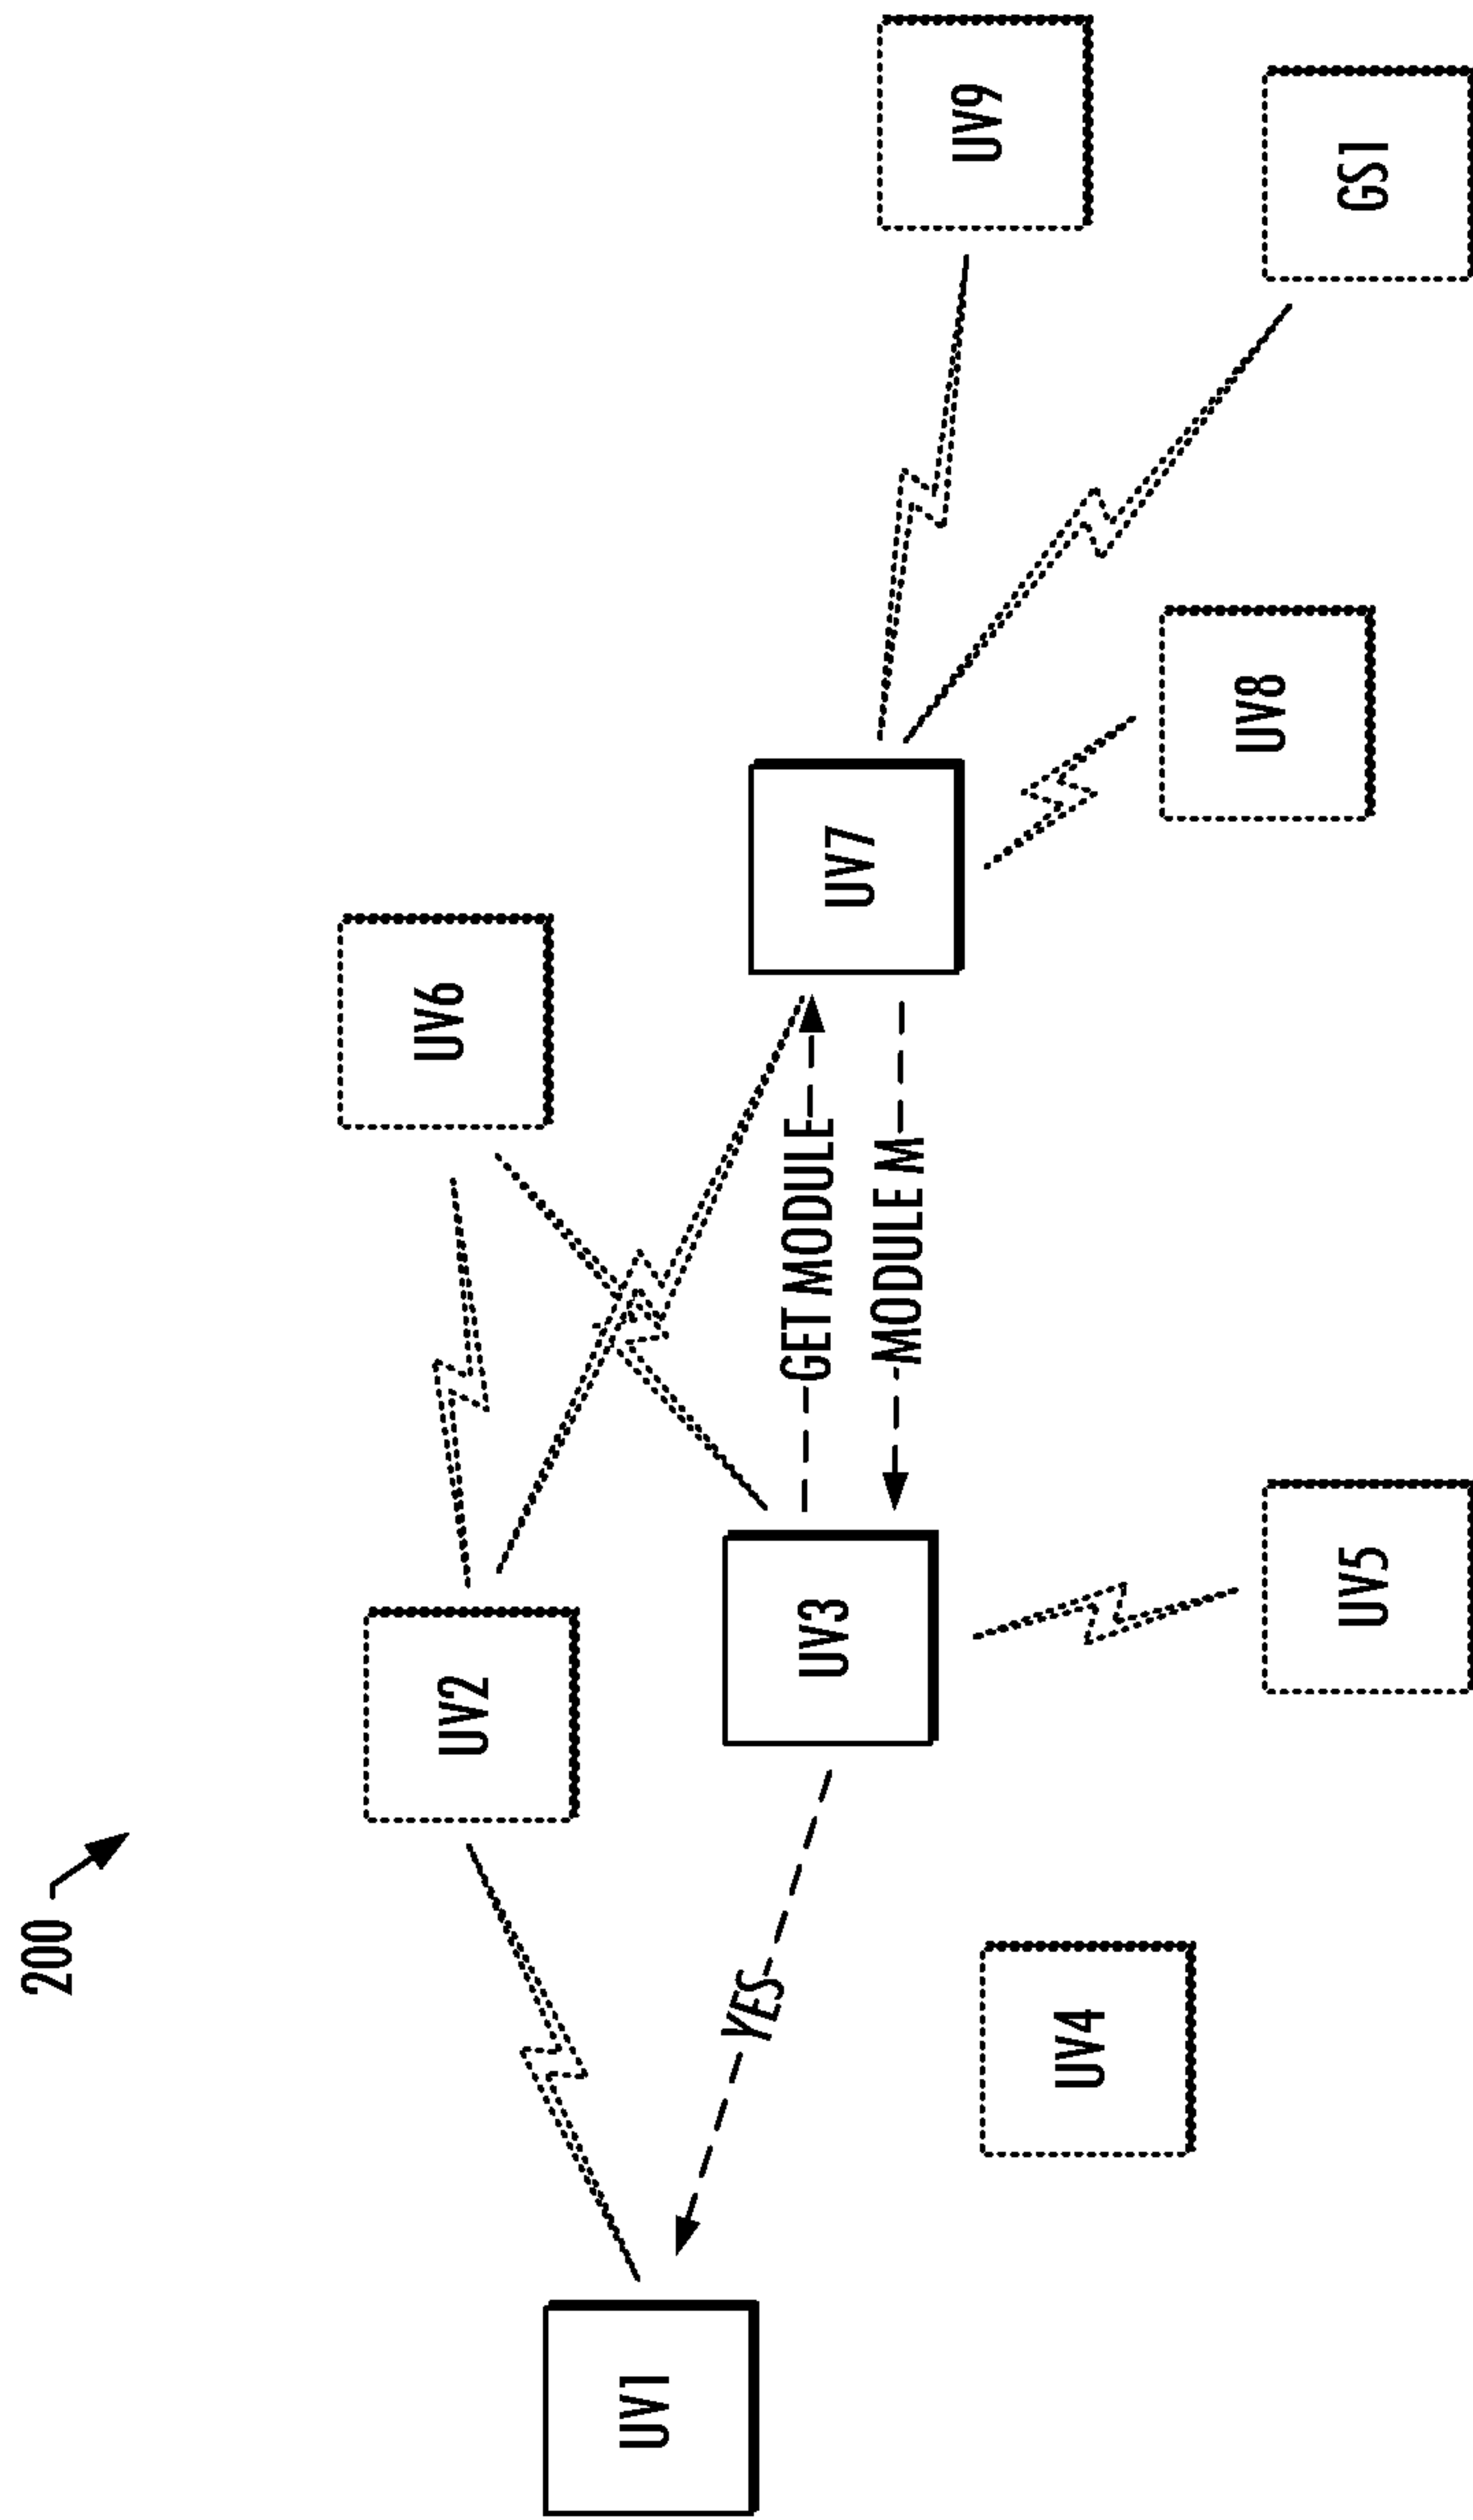 200
UV2
UV6
UV1
YES
UV3
GET MODULE
MODULE M
UV7
UV9
UV4
UV5
UV8
GS1